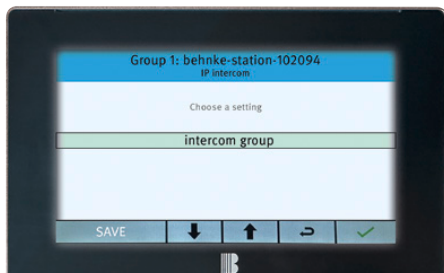 Group 1: behnke-station-102094
IP intercom
Choose a setting
intercom group
SAVE